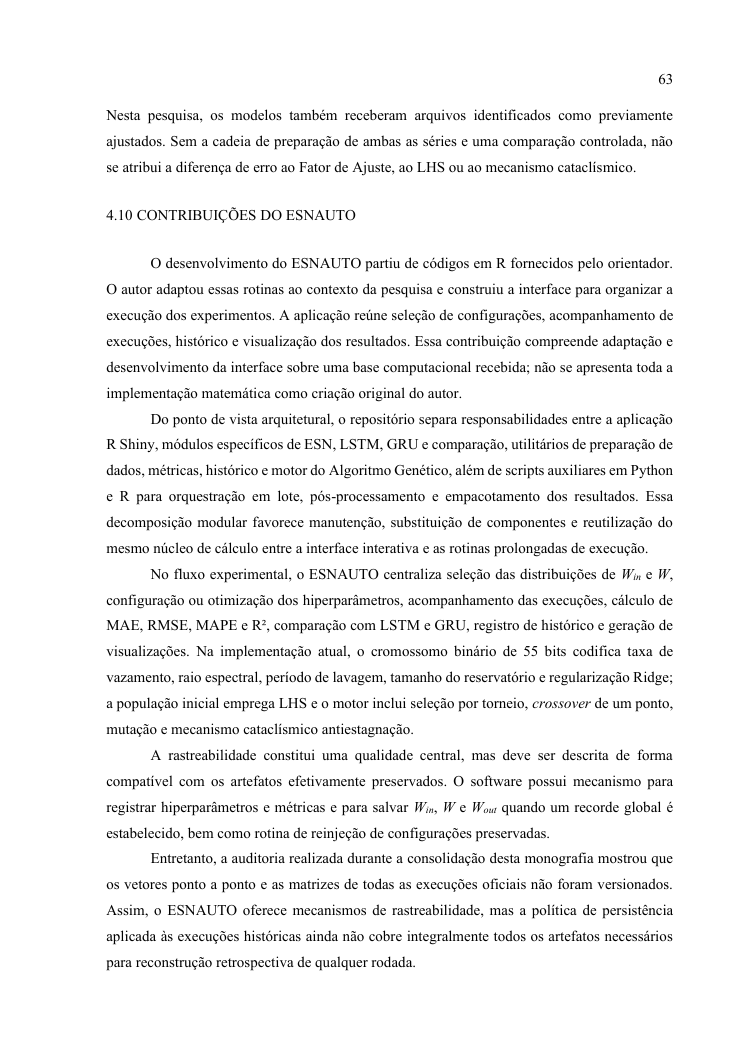 63
Nesta pesquisa, os modelos também receberam arquivos identificados como previamente
ajustados. Sem a cadeia de preparação de ambas as séries e uma comparação controlada, não
se atribui a diferença de erro ao Fator de Ajuste, ao LHS ou ao mecanismo cataclísmico.
4.10 CONTRIBUIÇÕES DO ESNAUTO
O desenvolvimento do ESNAUTO partiu de códigos em R fornecidos pelo orientador.
O autor adaptou essas rotinas ao contexto da pesquisa e construiu a interface para organizar a
execução dos experimentos. A aplicação reúne seleção de configurações, acompanhamento de
execuções, histórico e visualização dos resultados. Essa contribuição compreende adaptação e
desenvolvimento da interface sobre uma base computacional recebida; não se apresenta toda a
implementação matemática como criação original do autor.
Do ponto de vista arquitetural, o repositório separa responsabilidades entre a aplicação
R Shiny, módulos específicos de ESN, LSTM, GRU e comparação, utilitários de preparação de
dados, métricas, histórico e motor do Algoritmo Genético, além de scripts auxiliares em Python
e R para orquestração em lote, pós-processamento e empacotamento dos resultados. Essa
decomposição modular favorece manutenção, substituição de componentes e reutilização do
mesmo núcleo de cálculo entre a interface interativa e as rotinas prolongadas de execução.
No fluxo experimental, o ESNAUTO centraliza seleção das distribuições de Win e W,
configuração ou otimização dos hiperparâmetros, acompanhamento das execuções, cálculo de
MAE, RMSE, MAPE e R², comparação com LSTM e GRU, registro de histórico e geração de
visualizações. Na implementação atual, o cromossomo binário de 55 bits codifica taxa de
vazamento, raio espectral, período de lavagem, tamanho do reservatório e regularização Ridge;
a população inicial emprega LHS e o motor inclui seleção por torneio, crossover de um ponto,
mutação e mecanismo cataclísmico antiestagnação.
A rastreabilidade constitui uma qualidade central, mas deve ser descrita de forma
compatível com os artefatos efetivamente preservados. O software possui mecanismo para
registrar hiperparâmetros e métricas e para salvar Win, W e Wout quando um recorde global é
estabelecido, bem como rotina de reinjeção de configurações preservadas.
Entretanto, a auditoria realizada durante a consolidação desta monografia mostrou que
os vetores ponto a ponto e as matrizes de todas as execuções oficiais não foram versionados.
Assim, o ESNAUTO oferece mecanismos de rastreabilidade, mas a política de persistência
aplicada às execuções históricas ainda não cobre integralmente todos os artefatos necessários
para reconstrução retrospectiva de qualquer rodada.